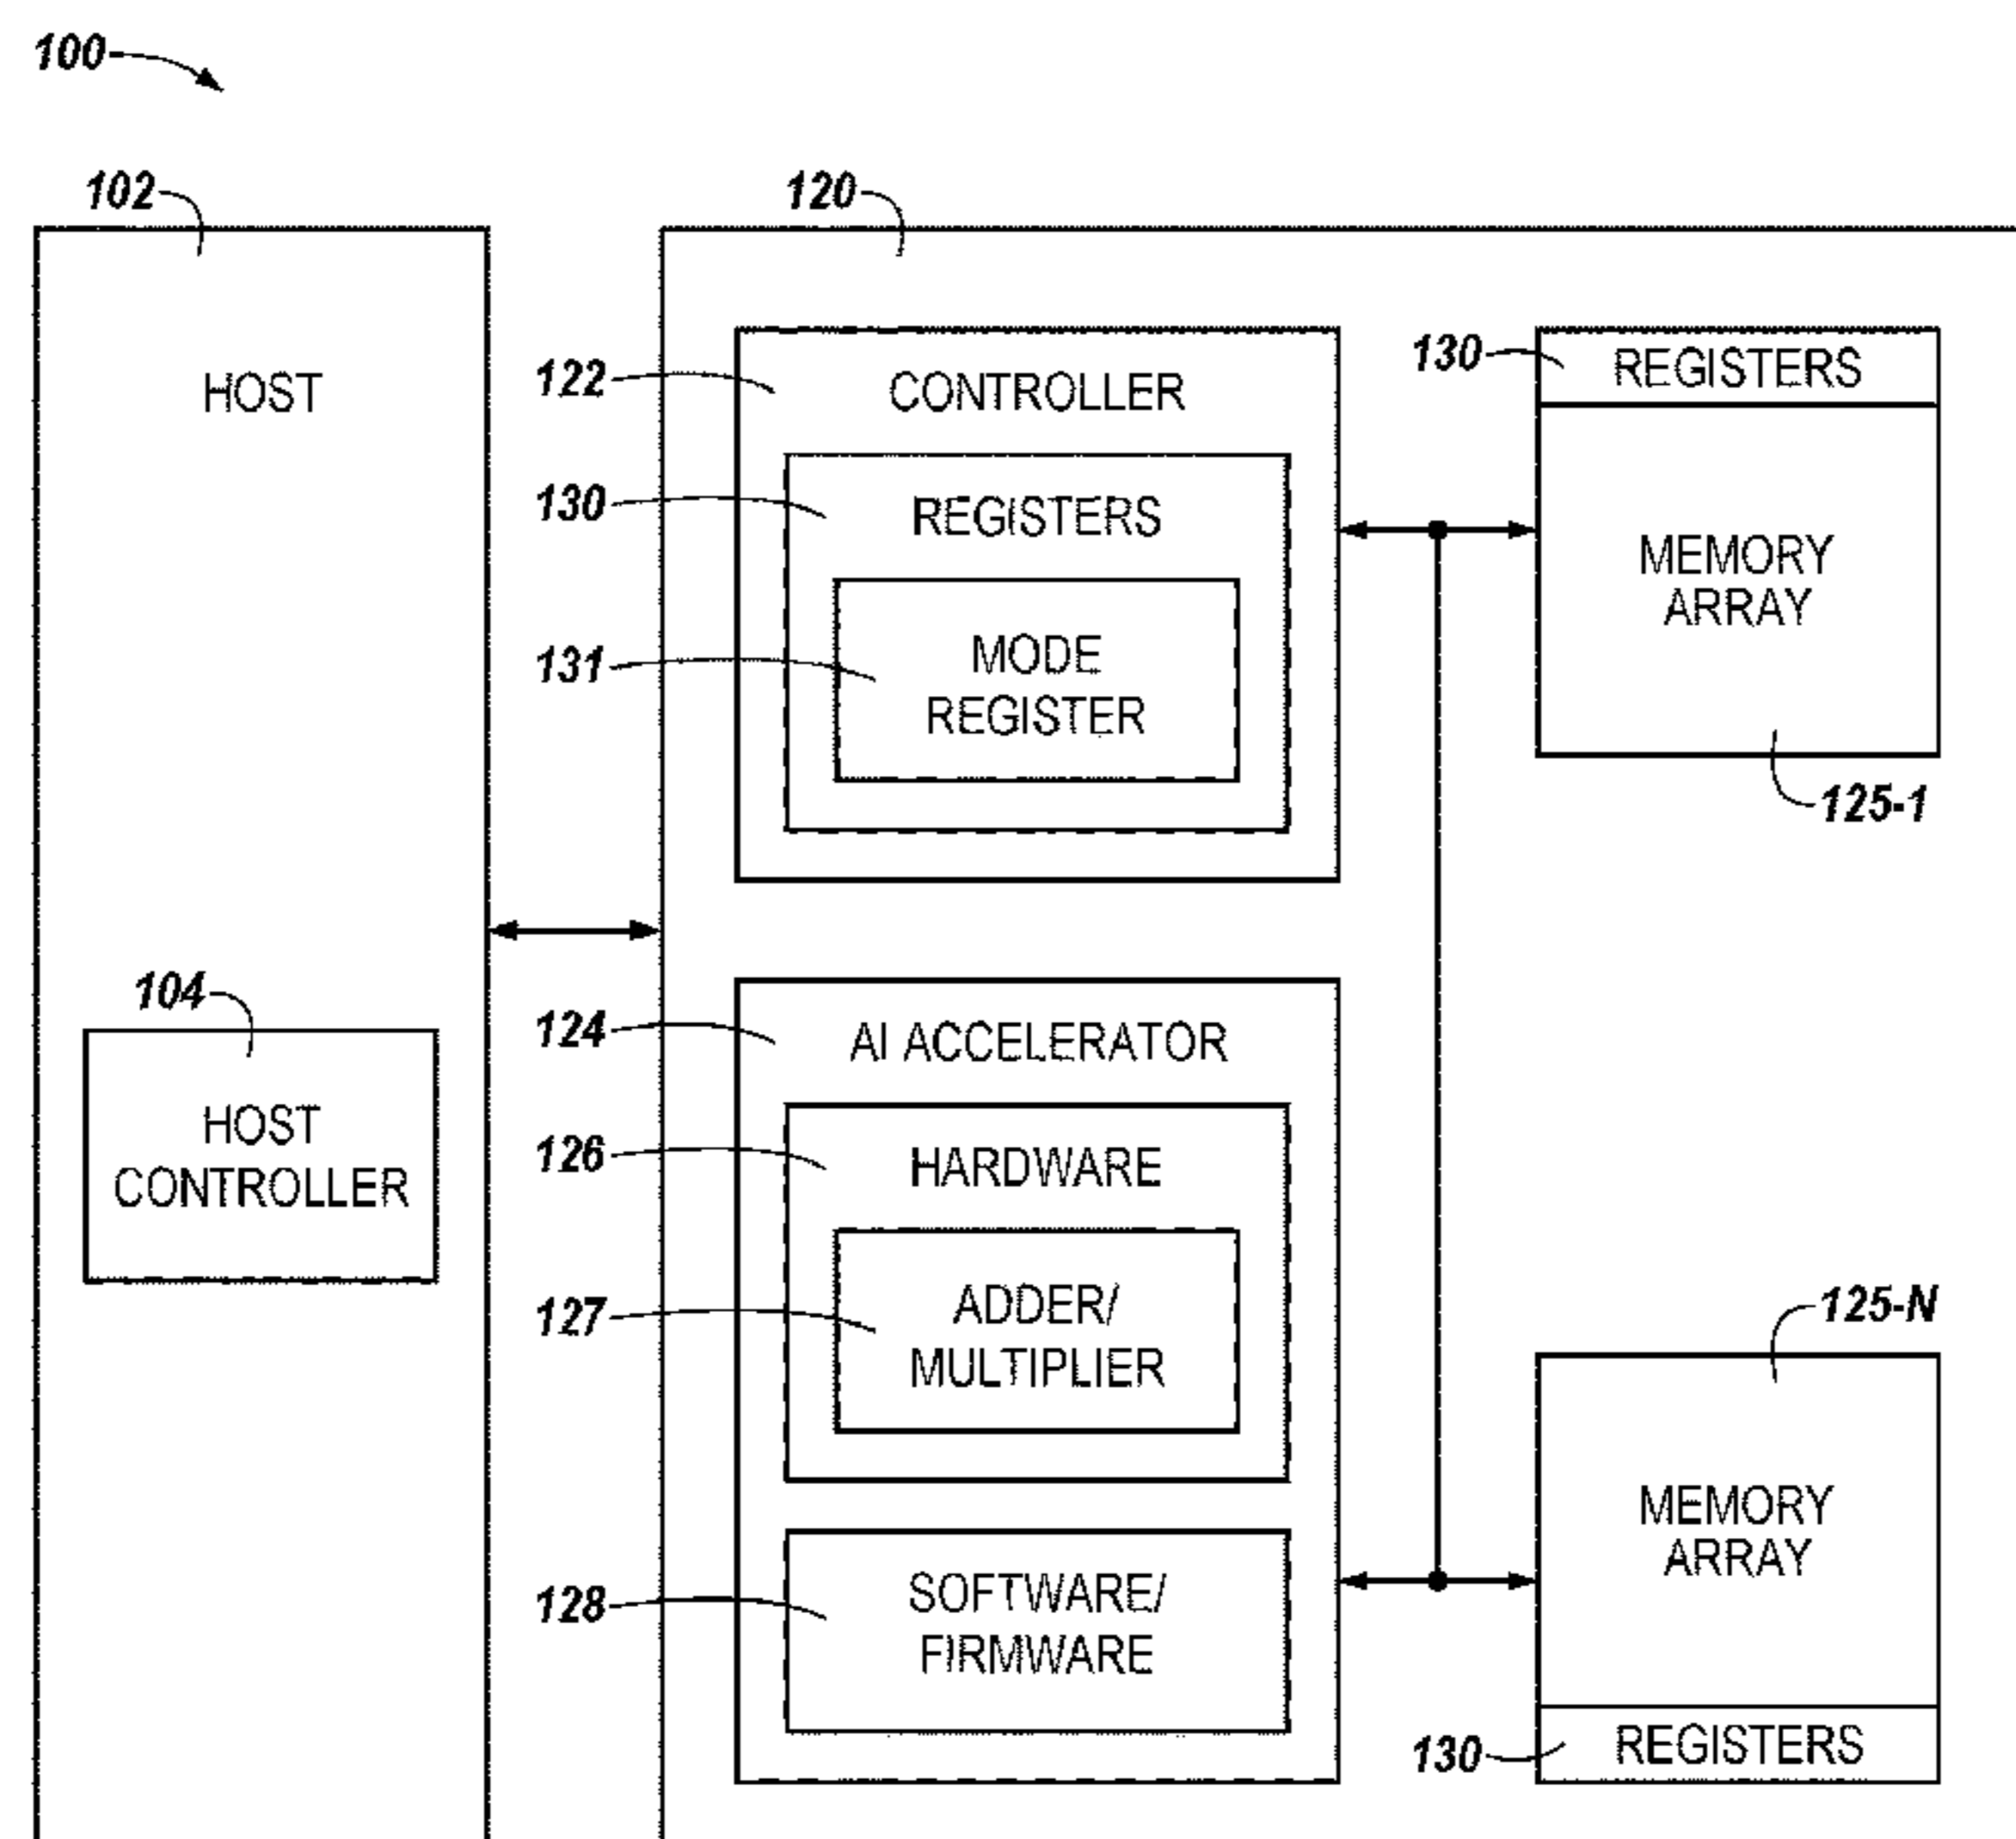 100
102
120
HOST
122
CONTROLLER
130
REGISTERS
130
REGISTERS
MEMORY
ARRAY
131
MODE
REGISTER
125-1
104
HOST
CONTROLLER
124
AI ACCELERATOR
126
HARDWARE
127
ADDER/
MULTIPLIER
128
SOFTWARE/
FIRMWARE
125-N
MEMORY
ARRAY
130
REGISTERS